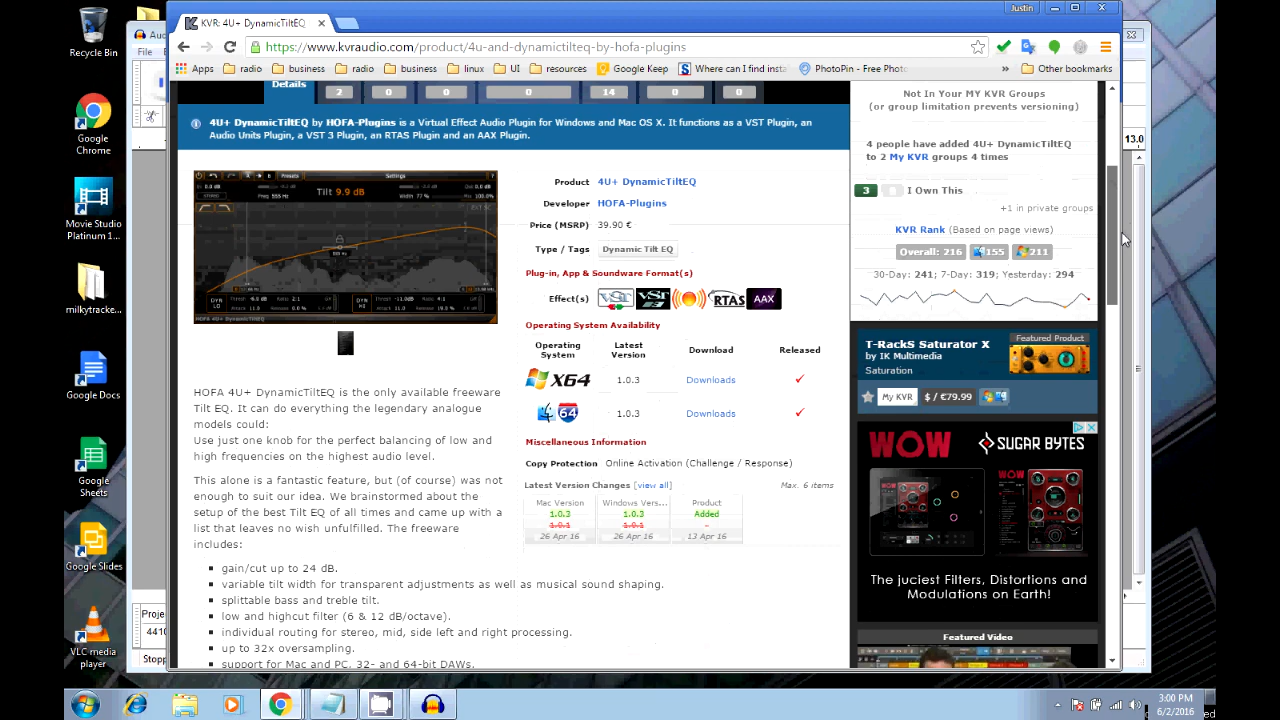 Recycle Bin
Google Chrome
Movie Studio Platinum 1...
milkytracke...
Google Docs
Google Sheets
Google Slides
VLC media player
Justin
KVR: 4U+ DynamicTiltEQ
https://www.kvraudio.com/product/4u-and-dynamictilteq-by-hofa-plugins
Apps radio business radio business linux UI resources Google Keep Where can I find insta PhotoPin - Free Photo Other bookmarks
Details 2 0 0 0 14 0 0
4U+ DynamicTiltEQ by HOFA-Plugins is a Virtual Effect Audio Plugin for Windows and Mac OS X. It functions as a VST Plugin, an
Audio Units Plugin, a VST 3 Plugin, an RTAS Plugin and an AAX Plugin.
Presets Settings
Tilt 9.9 dB
Product 4U+ DynamicTiltEQ
Developer HOFA-Plugins
Price (MSRP) 39.90 €
Type / Tags Dynamic Tilt EQ
Plug-in, App & Soundware Format(s)
Effect(s) VST VST RTAS AAX
Operating System Availability
Operating System Latest Version Download Released
X64 1.0.3 Downloads
64 1.0.3 Downloads
Miscellaneous Information
Copy Protection Online Activation (Challenge / Response)
Latest Version Changes [view all] Max. 6 items
Mac Version Windows Vers... Product
1.0.3 1.0.3 Added
1.0.1 1.0.1 -
26 Apr 16 26 Apr 16 13 Apr 16
HOFA 4U+ DynamicTiltEQ is the only available freeware
Tilt EQ. It can do everything the legendary analogue
models could:
Use just one knob for the perfect balancing of low and
high frequencies on the highest audio level.
This alone is a fantastic feature, but (of course) was not
enough to suit our idea. We brainstormed about the
setup of the best Tilt EQ of all times and came up with a
list that leaves no wish unfulfilled. The freeware
includes:
gain/cut up to 24 dB.
variable tilt width for transparent adjustments as well as musical sound shaping.
splittable bass and treble tilt.
low and highcut filter (6 & 12 dB/octave).
individual routing for stereo, mid, side left and right processing.
up to 32x oversampling.
support for Mac and PC, 32- and 64-bit DAWs.
Not In Your MY KVR Groups
(or group limitation prevents versioning)
4 people have added 4U+ DynamicTiltEQ
to 2 My KVR groups 4 times
3 I Own This
+1 in private groups
KVR Rank (Based on page views)
Overall: 216 155 211
30-Day: 241; 7-Day: 319; Yesterday: 294
T-RackS Saturator X Featured Product
by IK Multimedia
Saturation
My KVR $ / €79.99
WOW SUGAR BYTES
The juciest Filters, Distortions and
Modulations on Earth!
Featured Video
13.0
Projec
4410
Stopp
3:00 PM
6/2/2016